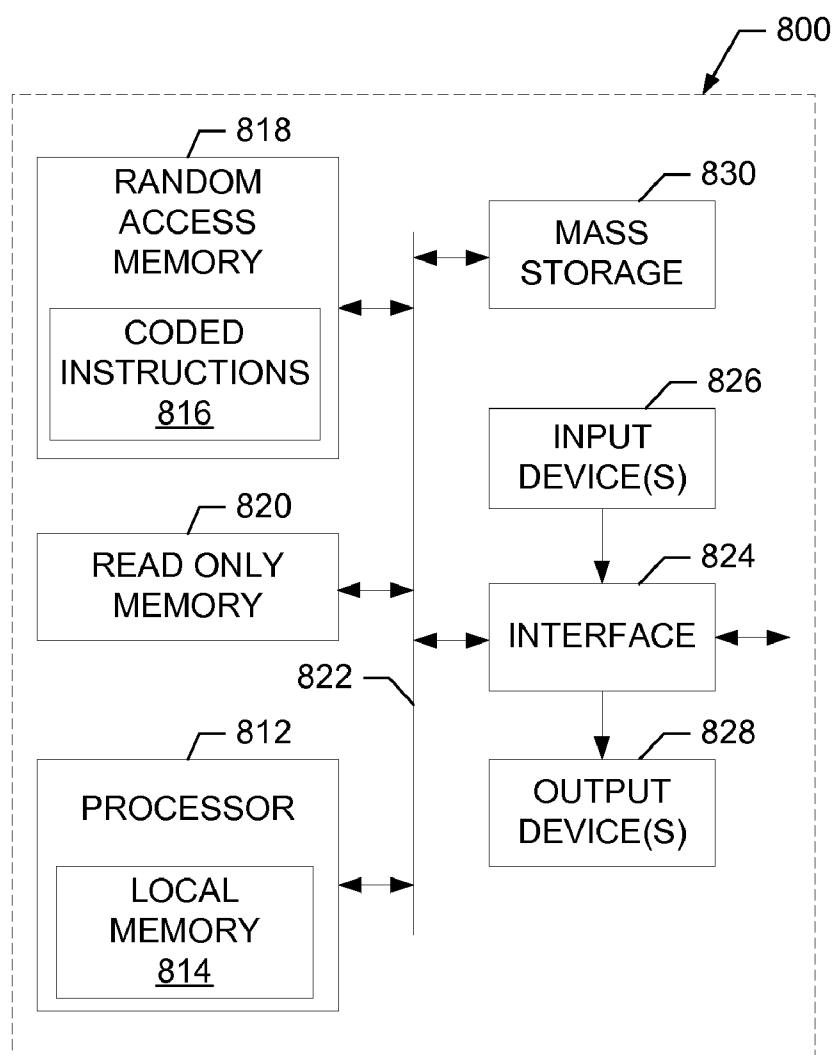 800
818
RANDOM
ACCESS
MEMORY
CODED
INSTRUCTIONS
816
830
MASS
STORAGE
826
INPUT
DEVICE(S)
820
READ ONLY
MEMORY
824
INTERFACE
822
812
PROCESSOR
LOCAL
MEMORY
814
828
OUTPUT
DEVICE(S)